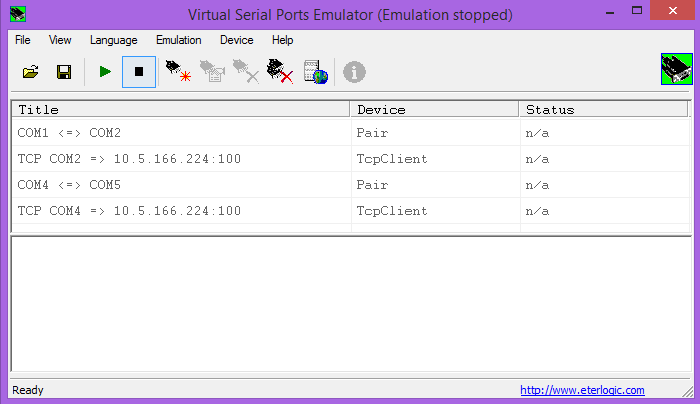 Virtual Serial Ports Emulator (Emulation stopped)
File View Language Emulation Device Help
Title Device Status
COM1 <=> COM2 Pair n/a
TCP COM2 => 10.5.166.224:100 TcpClient n/a
COM4 <=> COM5 Pair n/a
TCP COM4 => 10.5.166.224:100 TcpClient n/a
Ready http://www.eterlogic.com